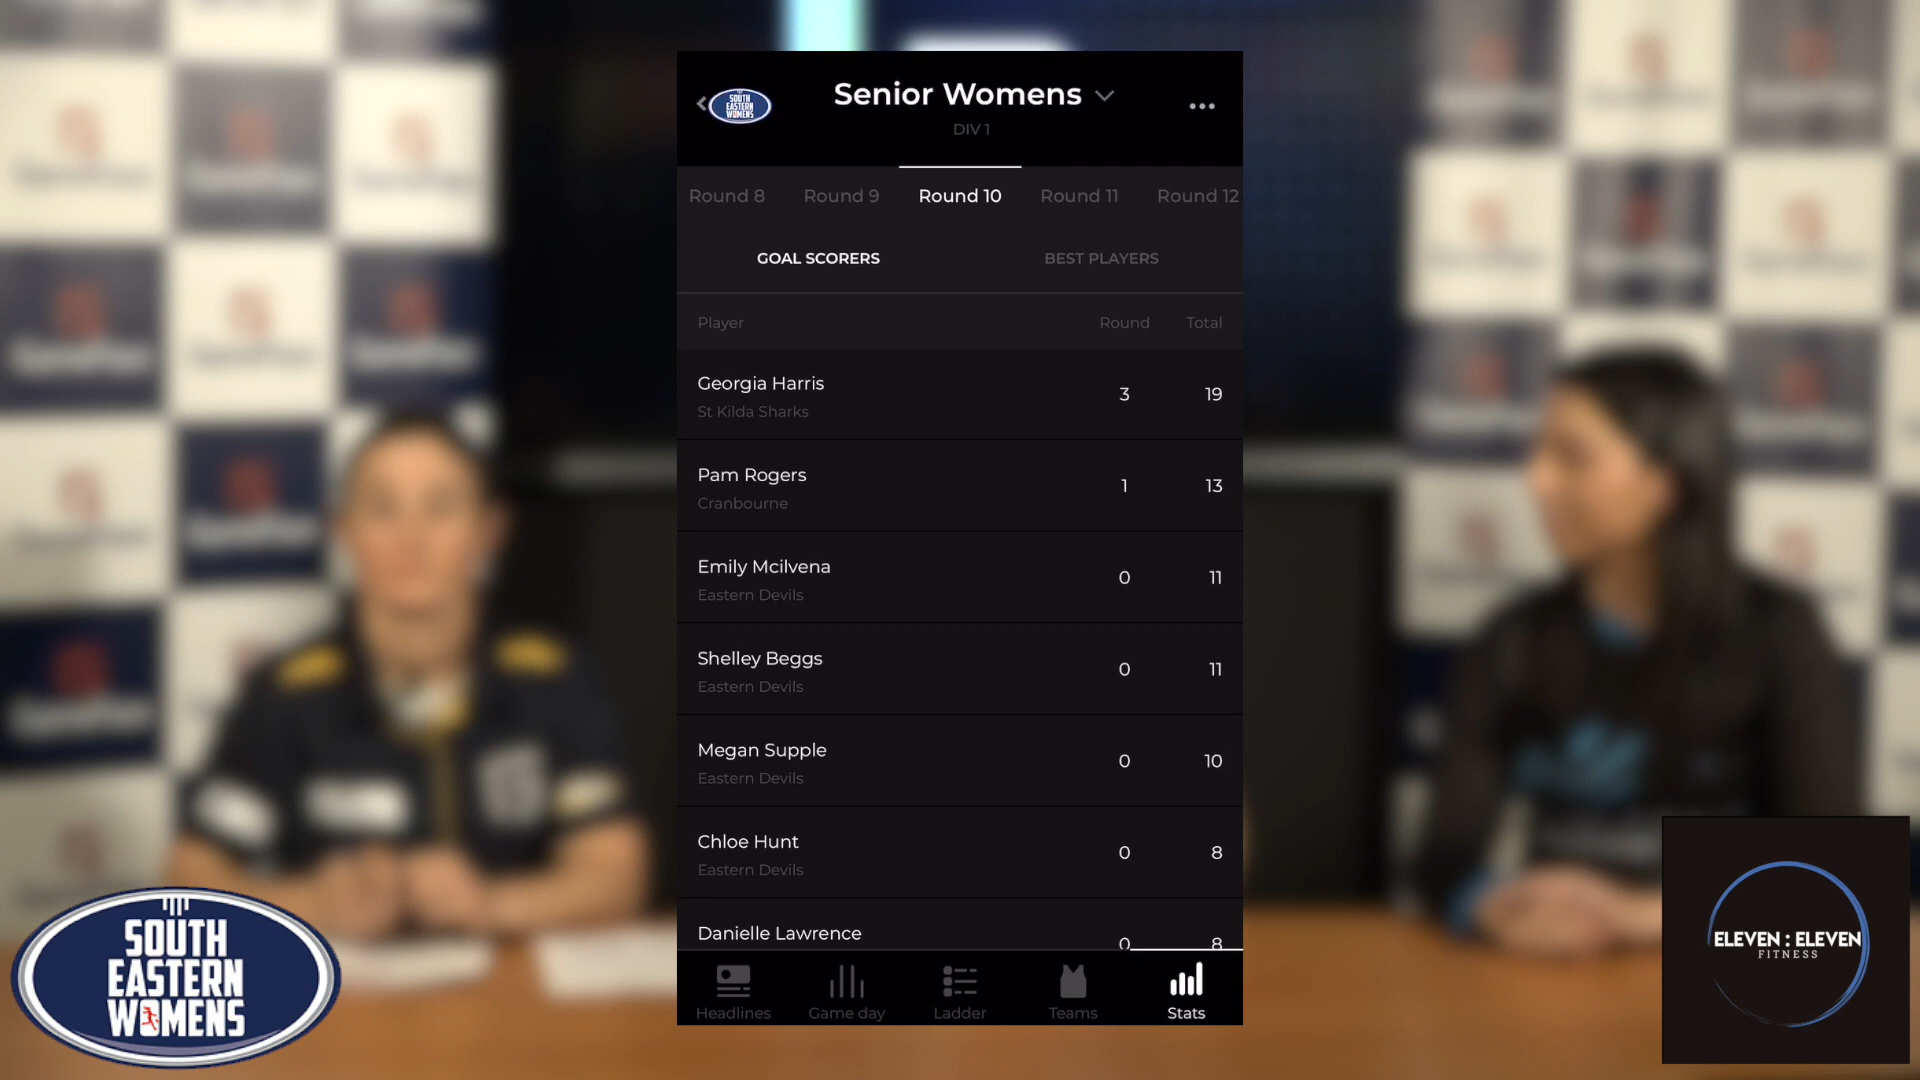 SOUTH
EASTERN
WOMENS
Senior Womens
DIV 1
Round 8
Round 9
Round 10
Round 11
Round 12
GOAL SCORERS
BEST PLAYERS
Player
Round
Total
Georgia Harris
St Kilda Sharks
3
19
Pam Rogers
Cranbourne
1
13
Emily Mcilvena
Eastern Devils
0
11
Shelley Beggs
Eastern Devils
0
11
Megan Supple
Eastern Devils
0
10
Chloe Hunt
Eastern Devils
0
8
Danielle Lawrence
0
8
Headlines
Game day
Ladder
Teams
Stats
SOUTH
EASTERN
WOMENS
ELEVEN : ELEVEN
FITNESS